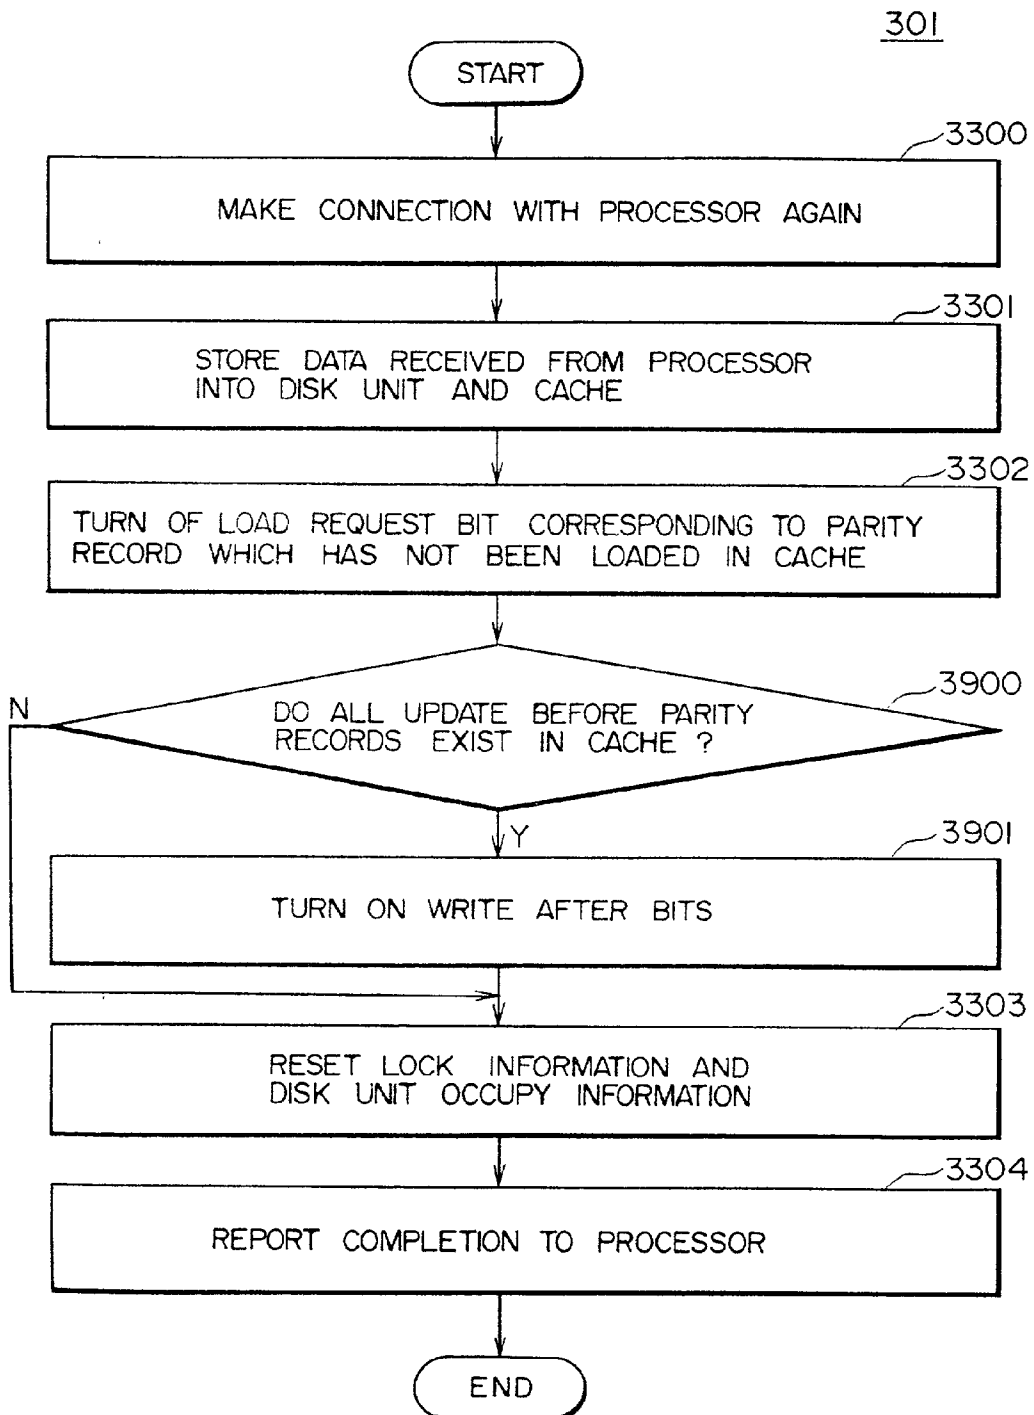 301
START
3300
MAKE CONNECTION WITH PROCESSOR AGAIN
3301
STORE DATA RECEIVED FROM PROCESSOR
INTO DISK UNIT AND CACHE
3302
TURN OF LOAD REQUEST BIT CORRESPONDING TO PARITY
RECORD WHICH HAS NOT BEEN LOADED IN CACHE
3900
N
DO ALL UPDATE BEFORE PARITY
RECORDS EXIST IN CACHE ?
Y
3901
TURN ON WRITE AFTER BITS
3303
RESET LOCK INFORMATION AND
DISK UNIT OCCUPY INFORMATION
3304
REPORT COMPLETION TO PROCESSOR
END